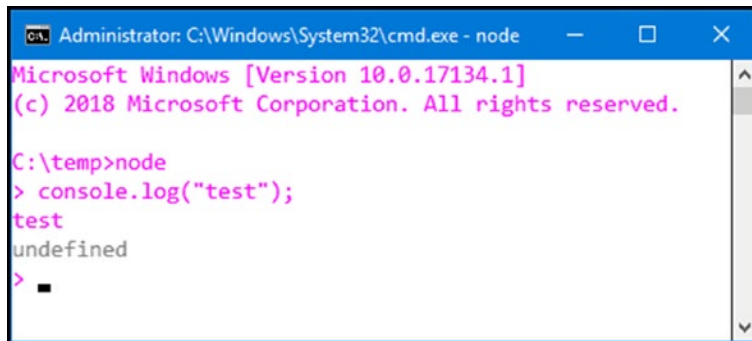 Administrator: C:\Windows\System32\cmd.exe - node
Microsoft Windows [Version 10.0.17134.1]
(c) 2018 Microsoft Corporation. All rights reserved.
C:\temp>node
> console.log("test");
test
undefined
>